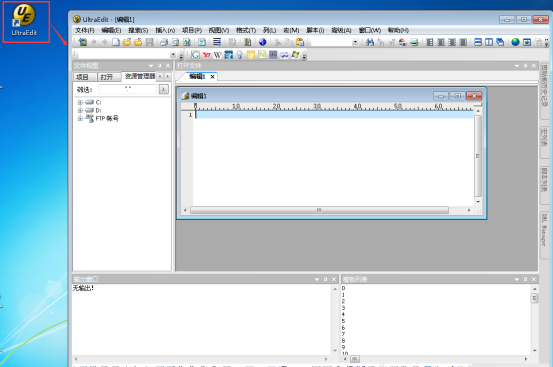 UltraEdit
UltraEdit - [编辑1]
文件(F) 编辑(E) 搜索(S) 插入(n) 项目(P) 视图(V) 格式(T) 列(L) 宏(M) 脚本(i) 高级(A) 窗口(W) 帮助(H)
文件视图
打开文件
项目 打开 资源管理器
编辑1
筛选: *.*
C:
D:
FTP 帐号
编辑1
0 10 20 30 40 50 60
1
输出窗口
无输出!
模板列表
0
1
2
3
4
5
6
7
8
9
10